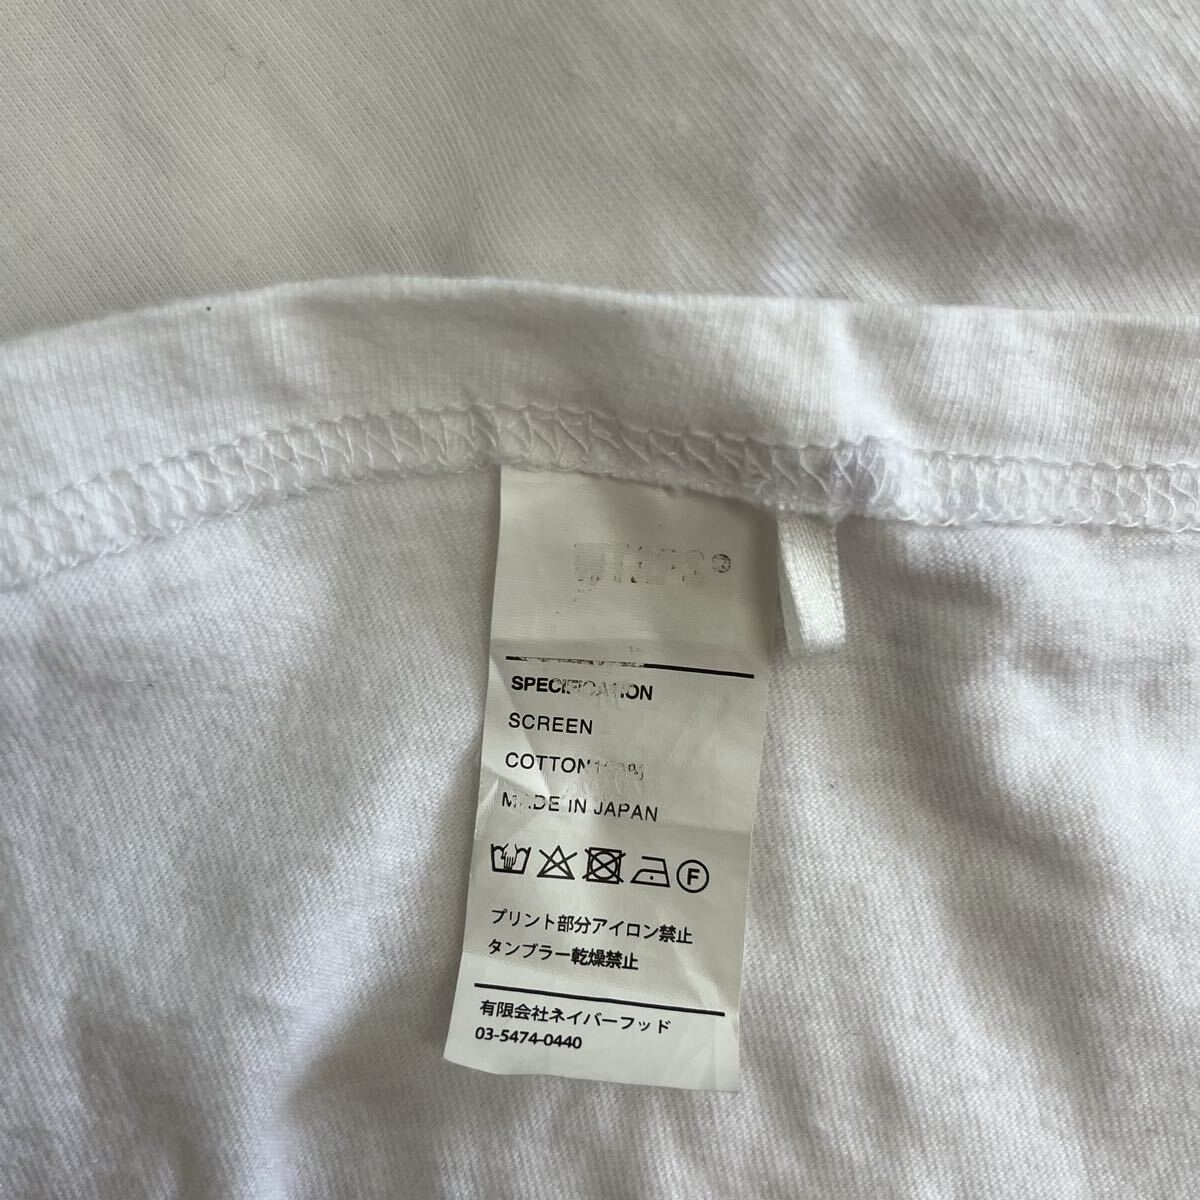 SPECIFICATION
SCREEN
COTTON100%
MADE IN JAPAN
F
プリント部分アイロン禁止
タンブラー乾燥禁止
有限会社ネイバーフッド
03-5474-0440